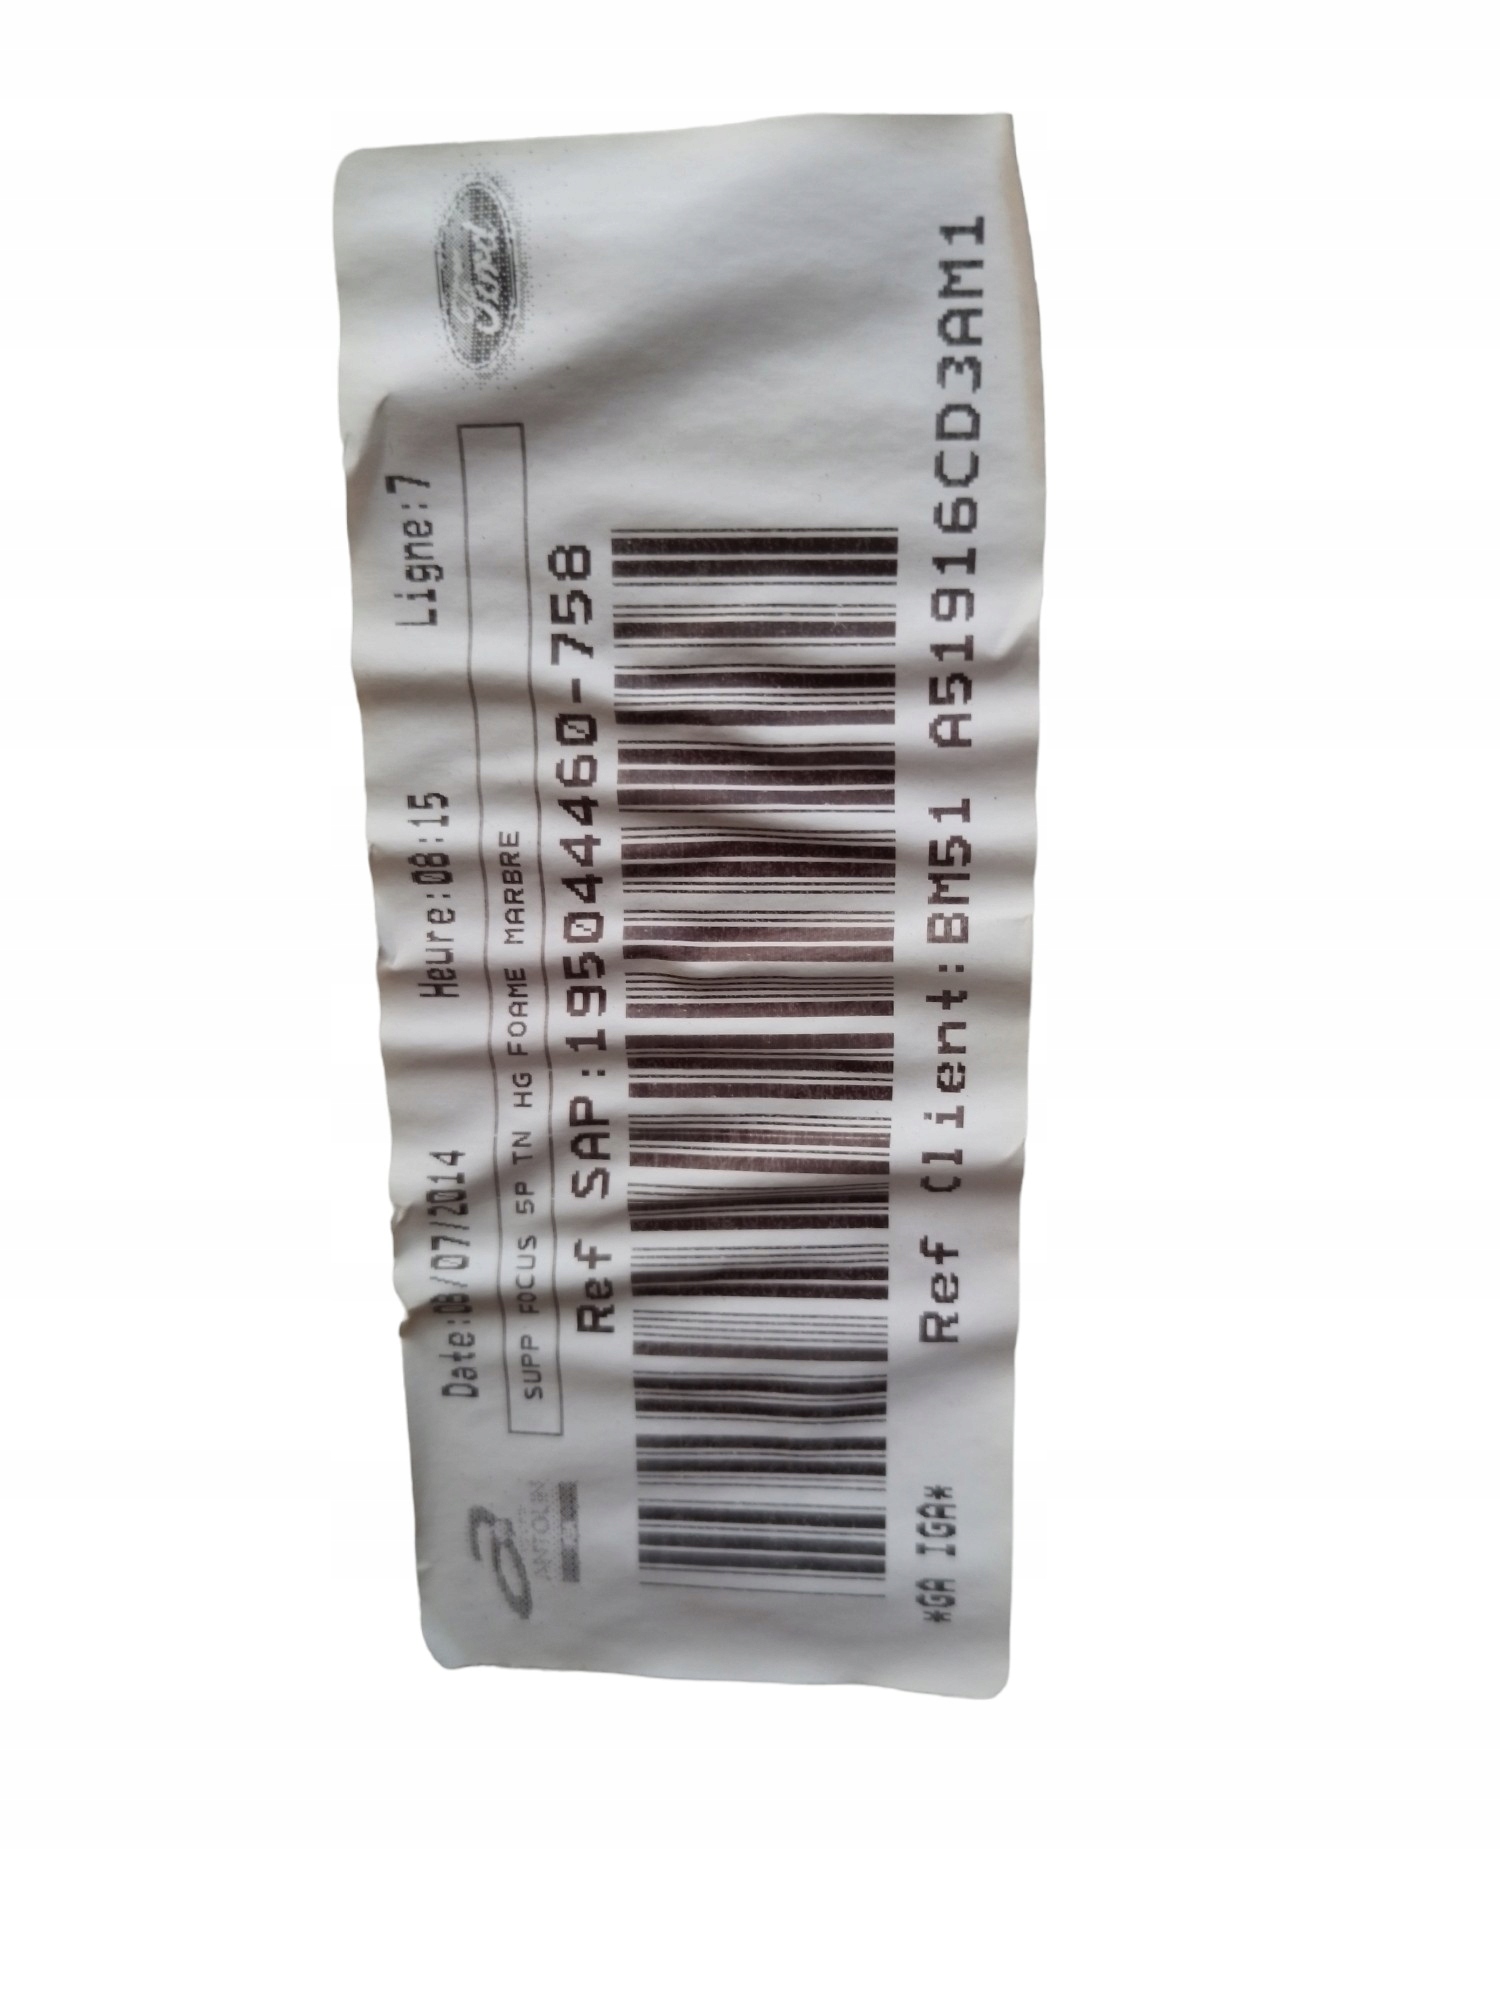 Date:08/07/2014 Heure:08:15 Ligne:7
Ford
ANTOLIN
SUPP FOCUS 5P TN HG FOAME MARBRE
Ref SAP:19504460-758
Ref Client:BM51 A51916CD3AM1
*GA IGA*